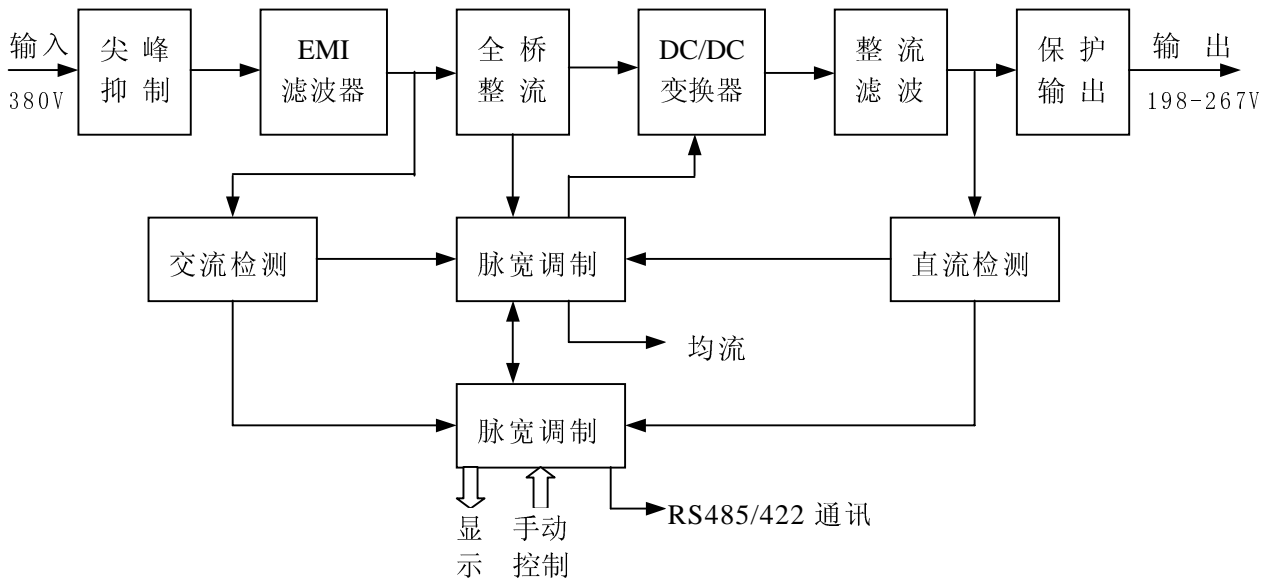 输入
380V
尖峰
抑制
EMI
滤波器
全桥
整流
DC/DC
变换器
整流
滤波
保护
输出
输出
198-267V
交流检测
脉宽调制
直流检测
均流
脉宽调制
显
示
手动
控制
RS485/422 通讯